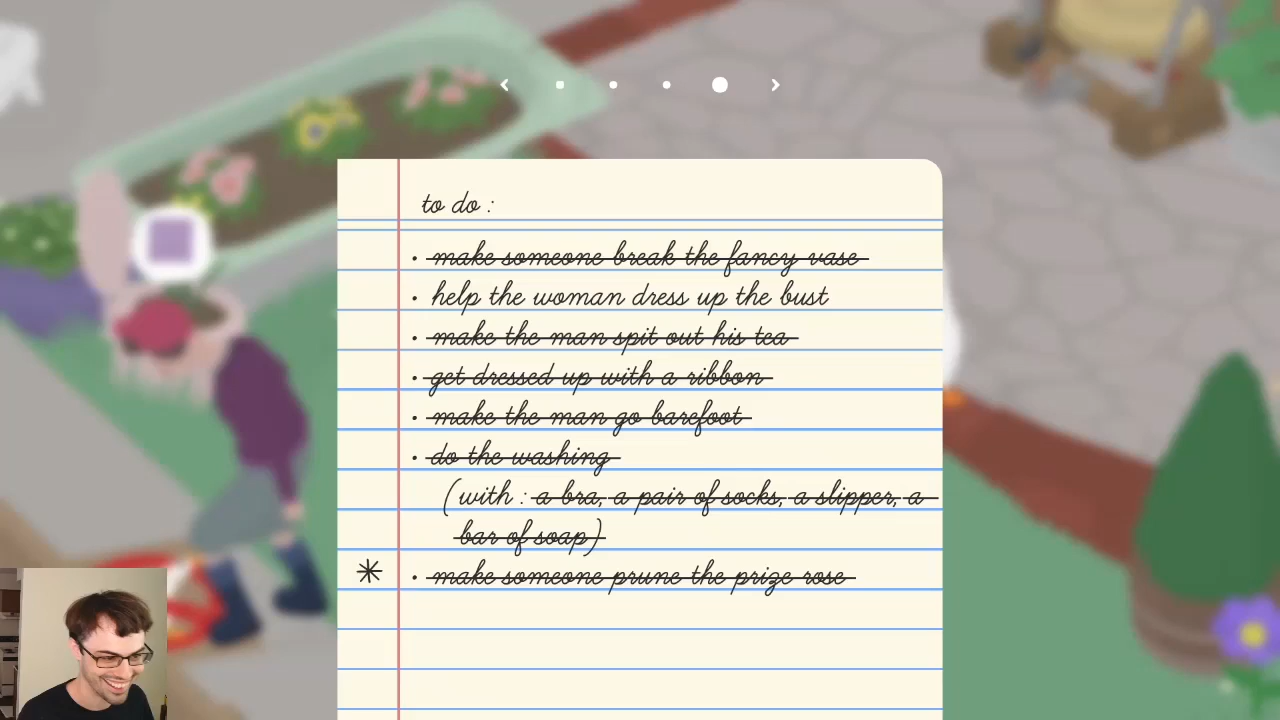 to do :
• make someone break the fancy vase
• help the woman dress up the bust
• make the man spit out his tea
• get dressed up with a ribbon
• make the man go barefoot
• do the washing
(with : a bra, a pair of socks, a slipper, a
bar of soap)
• make someone prune the prize rose